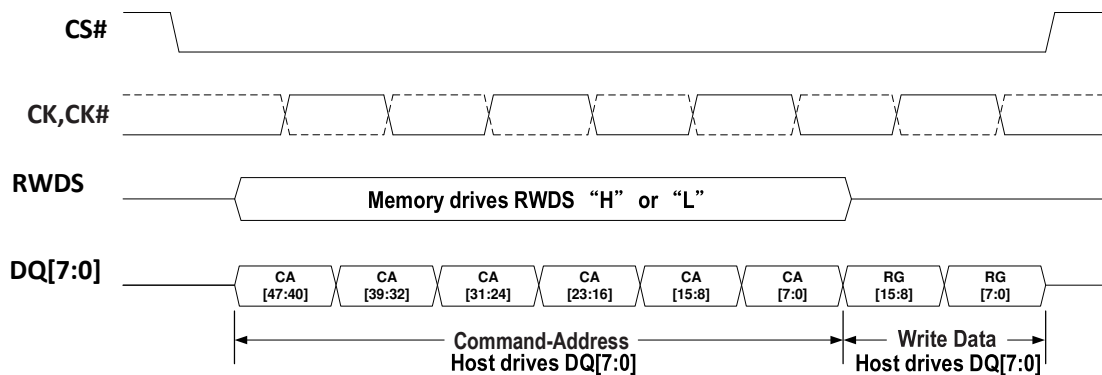 CS#
CK,CK#
RWDS
Memory drives RWDS “H” or “L”
DQ[7:0]
CA [47:40]
CA [39:32]
CA [31:24]
CA [23:16]
CA [15:8]
CA [7:0]
RG [15:8]
RG [7:0]
Command-Address
Host drives DQ[7:0]
Write Data
Host drives DQ[7:0]